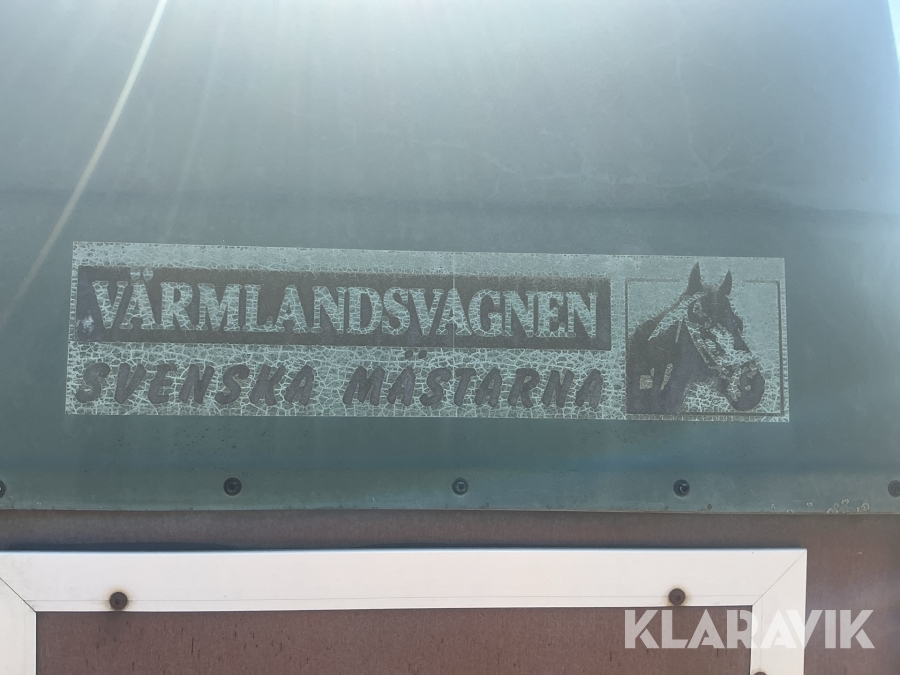 VÄRMLANDSVAGNEN
SVENSKA MÄSTARNA
KLARAVIK